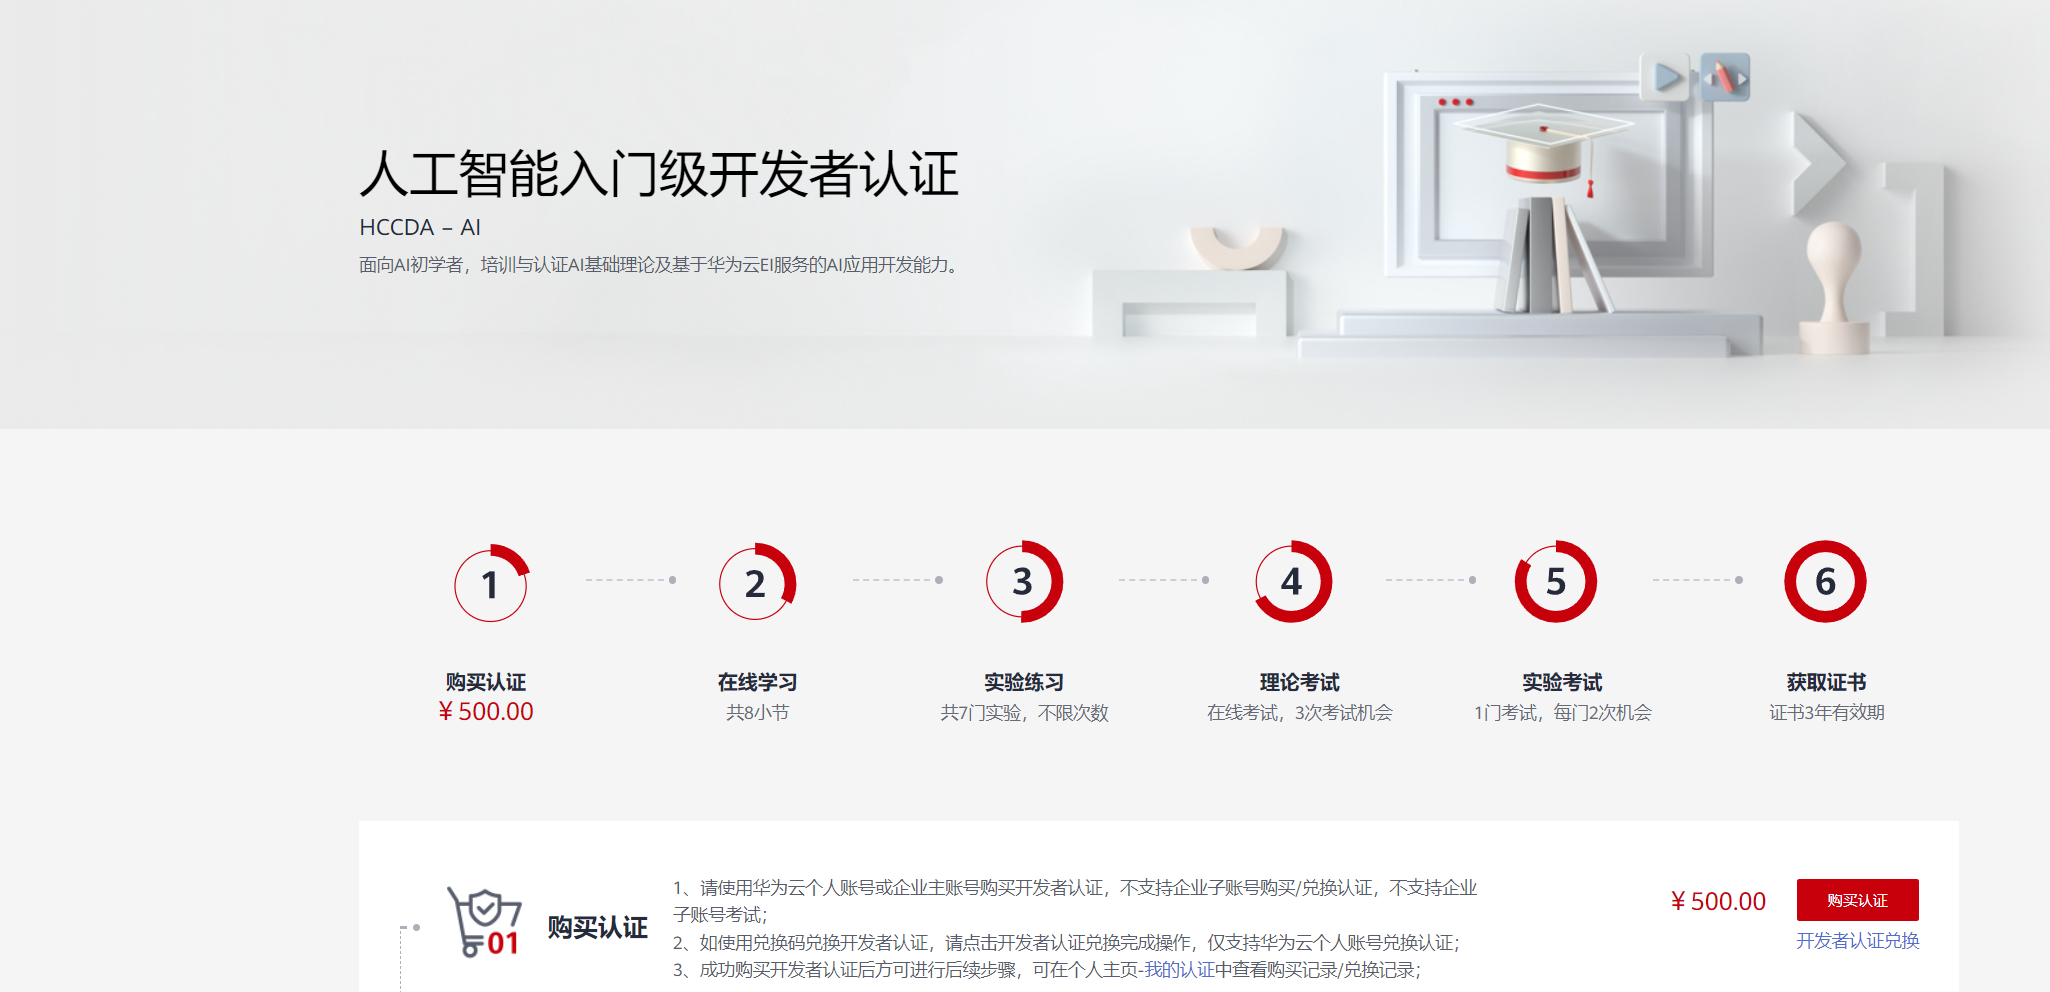 人工智能入门级开发者认证
HCCDA – AI
面向AI初学者，培训与认证AI基础理论及基于华为云EI服务的AI应用开发能力。
1
2
3
4
5
6
购买认证
在线学习
实验练习
理论考试
实验考试
获取证书
¥ 500.00
共8小节
共7门实验，不限次数
在线考试，3次考试机会
1门考试，每门2次机会
证书3年有效期
01
购买认证
1、请使用华为云个人账号或企业主账号购买开发者认证，不支持企业子账号购买/兑换认证，不支持企业
子账号考试；
2、如使用兑换码兑换开发者认证，请点击开发者认证兑换完成操作，仅支持华为云个人账号兑换认证；
3、成功购买开发者认证后方可进行后续步骤，可在个人主页-我的认证中查看购买记录/兑换记录；
¥ 500.00
购买认证
开发者认证兑换